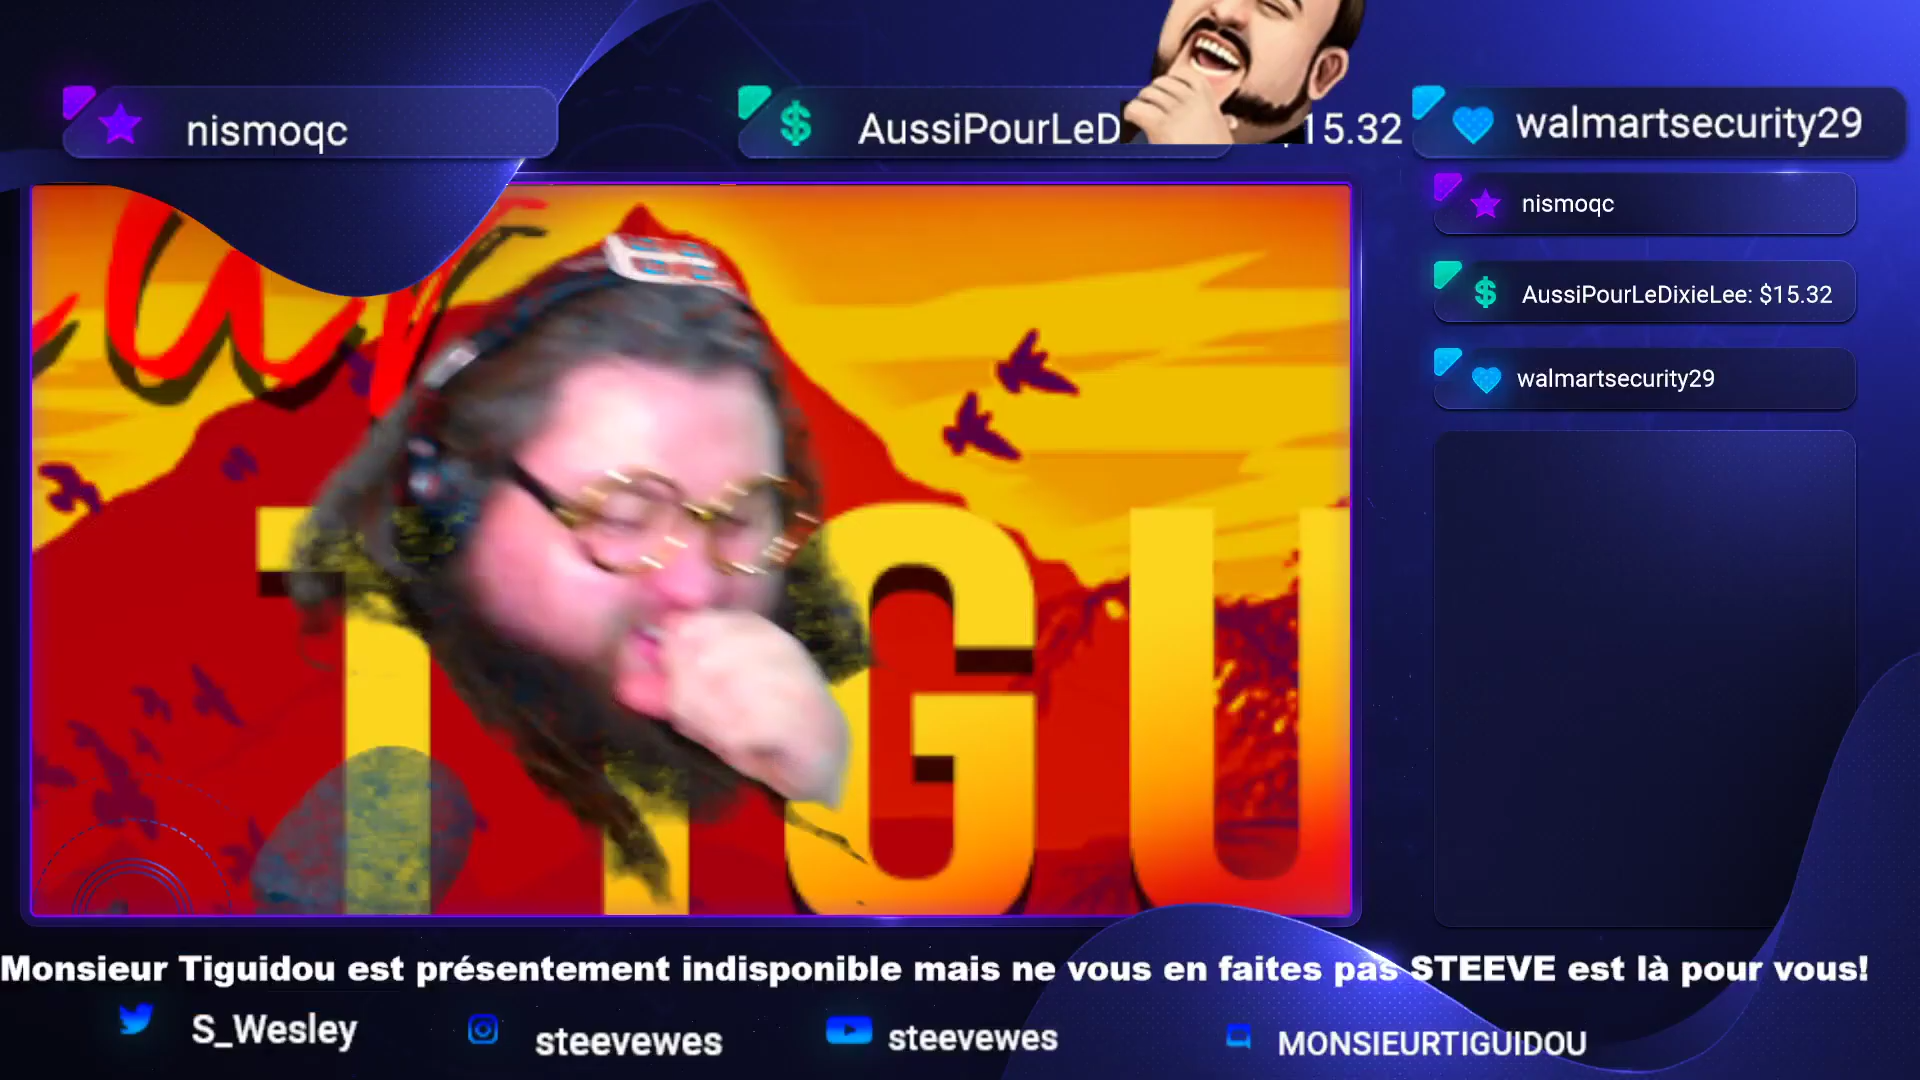 nismoqc
AussiPourLeD
15.32
walmartsecurity29
nismoqc
AussiPourLeDixieLee: $15.32
walmartsecurity29
T I G U
Monsieur Tiguidou est présentement indisponible mais ne vous en faites pas STEEVE est là pour vous!
S_Wesley
steevewes
steevewes
MONSIEURTIGUIDOU